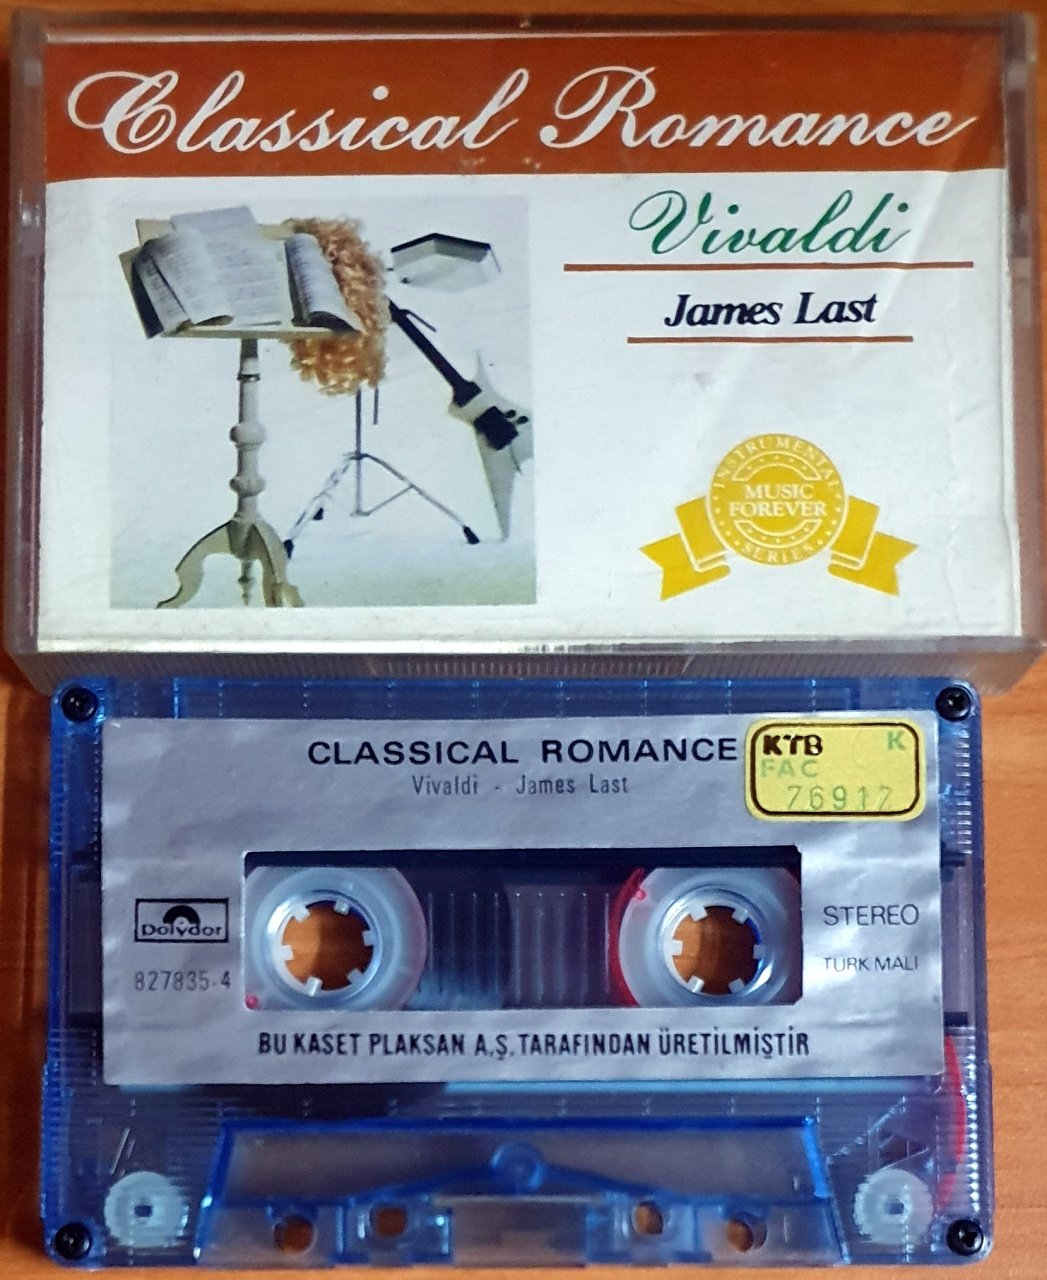 Classical Romance
Vivaldi
James Last
INSTRUMENTAL
MUSIC
FOREVER
SERIES
CLASSICAL ROMANCE
Vivaldi - James Last
KTB K
FAC
76917
Polydor
827835-4
STEREO
TÜRK MALI
BU KASET PLAKSAN A.Ş. TARAFINDAN ÜRETİLMİŞTİR